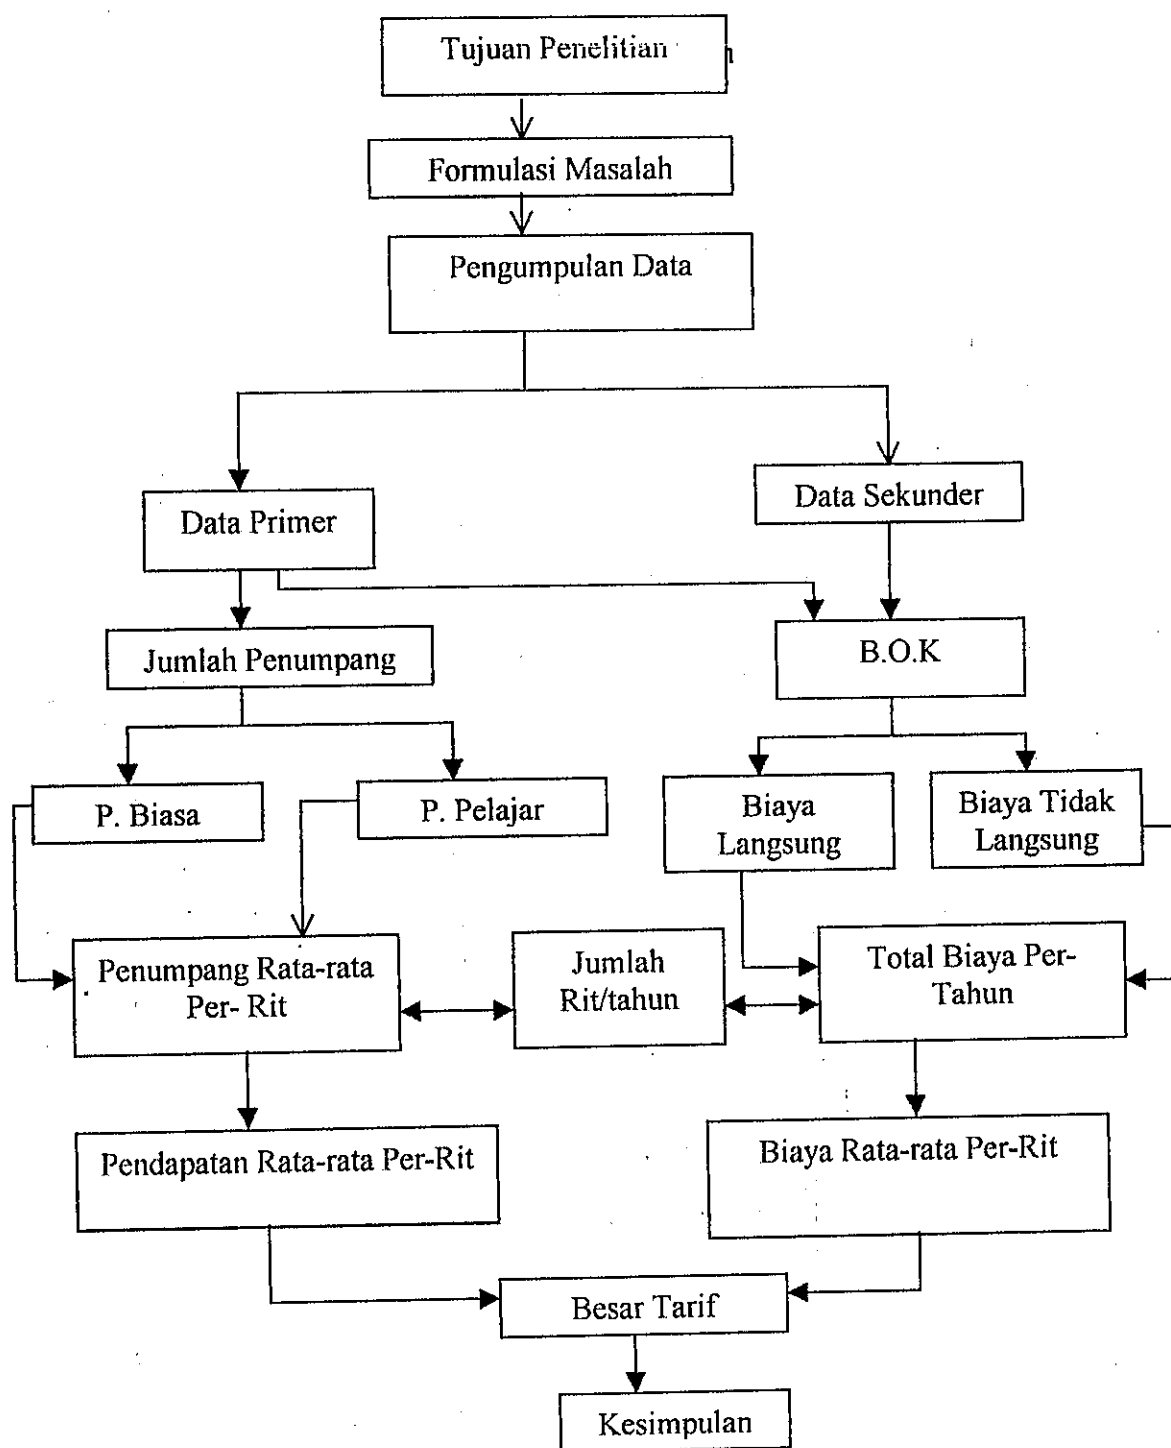 Tujuan Penelitian
Formulasi Masalah
Pengumpulan Data
Data Primer
Data Sekunder
Jumlah Penumpang
B.O.K
P. Biasa
P. Pelajar
Biaya
Langsung
Biaya Tidak
Langsung
Penumpang Rata-rata
Per- Rit
Jumlah
Rit/tahun
Total Biaya Per-
Tahun
Pendapatan Rata-rata Per-Rit
Biaya Rata-rata Per-Rit
Besar Tarif
Kesimpulan